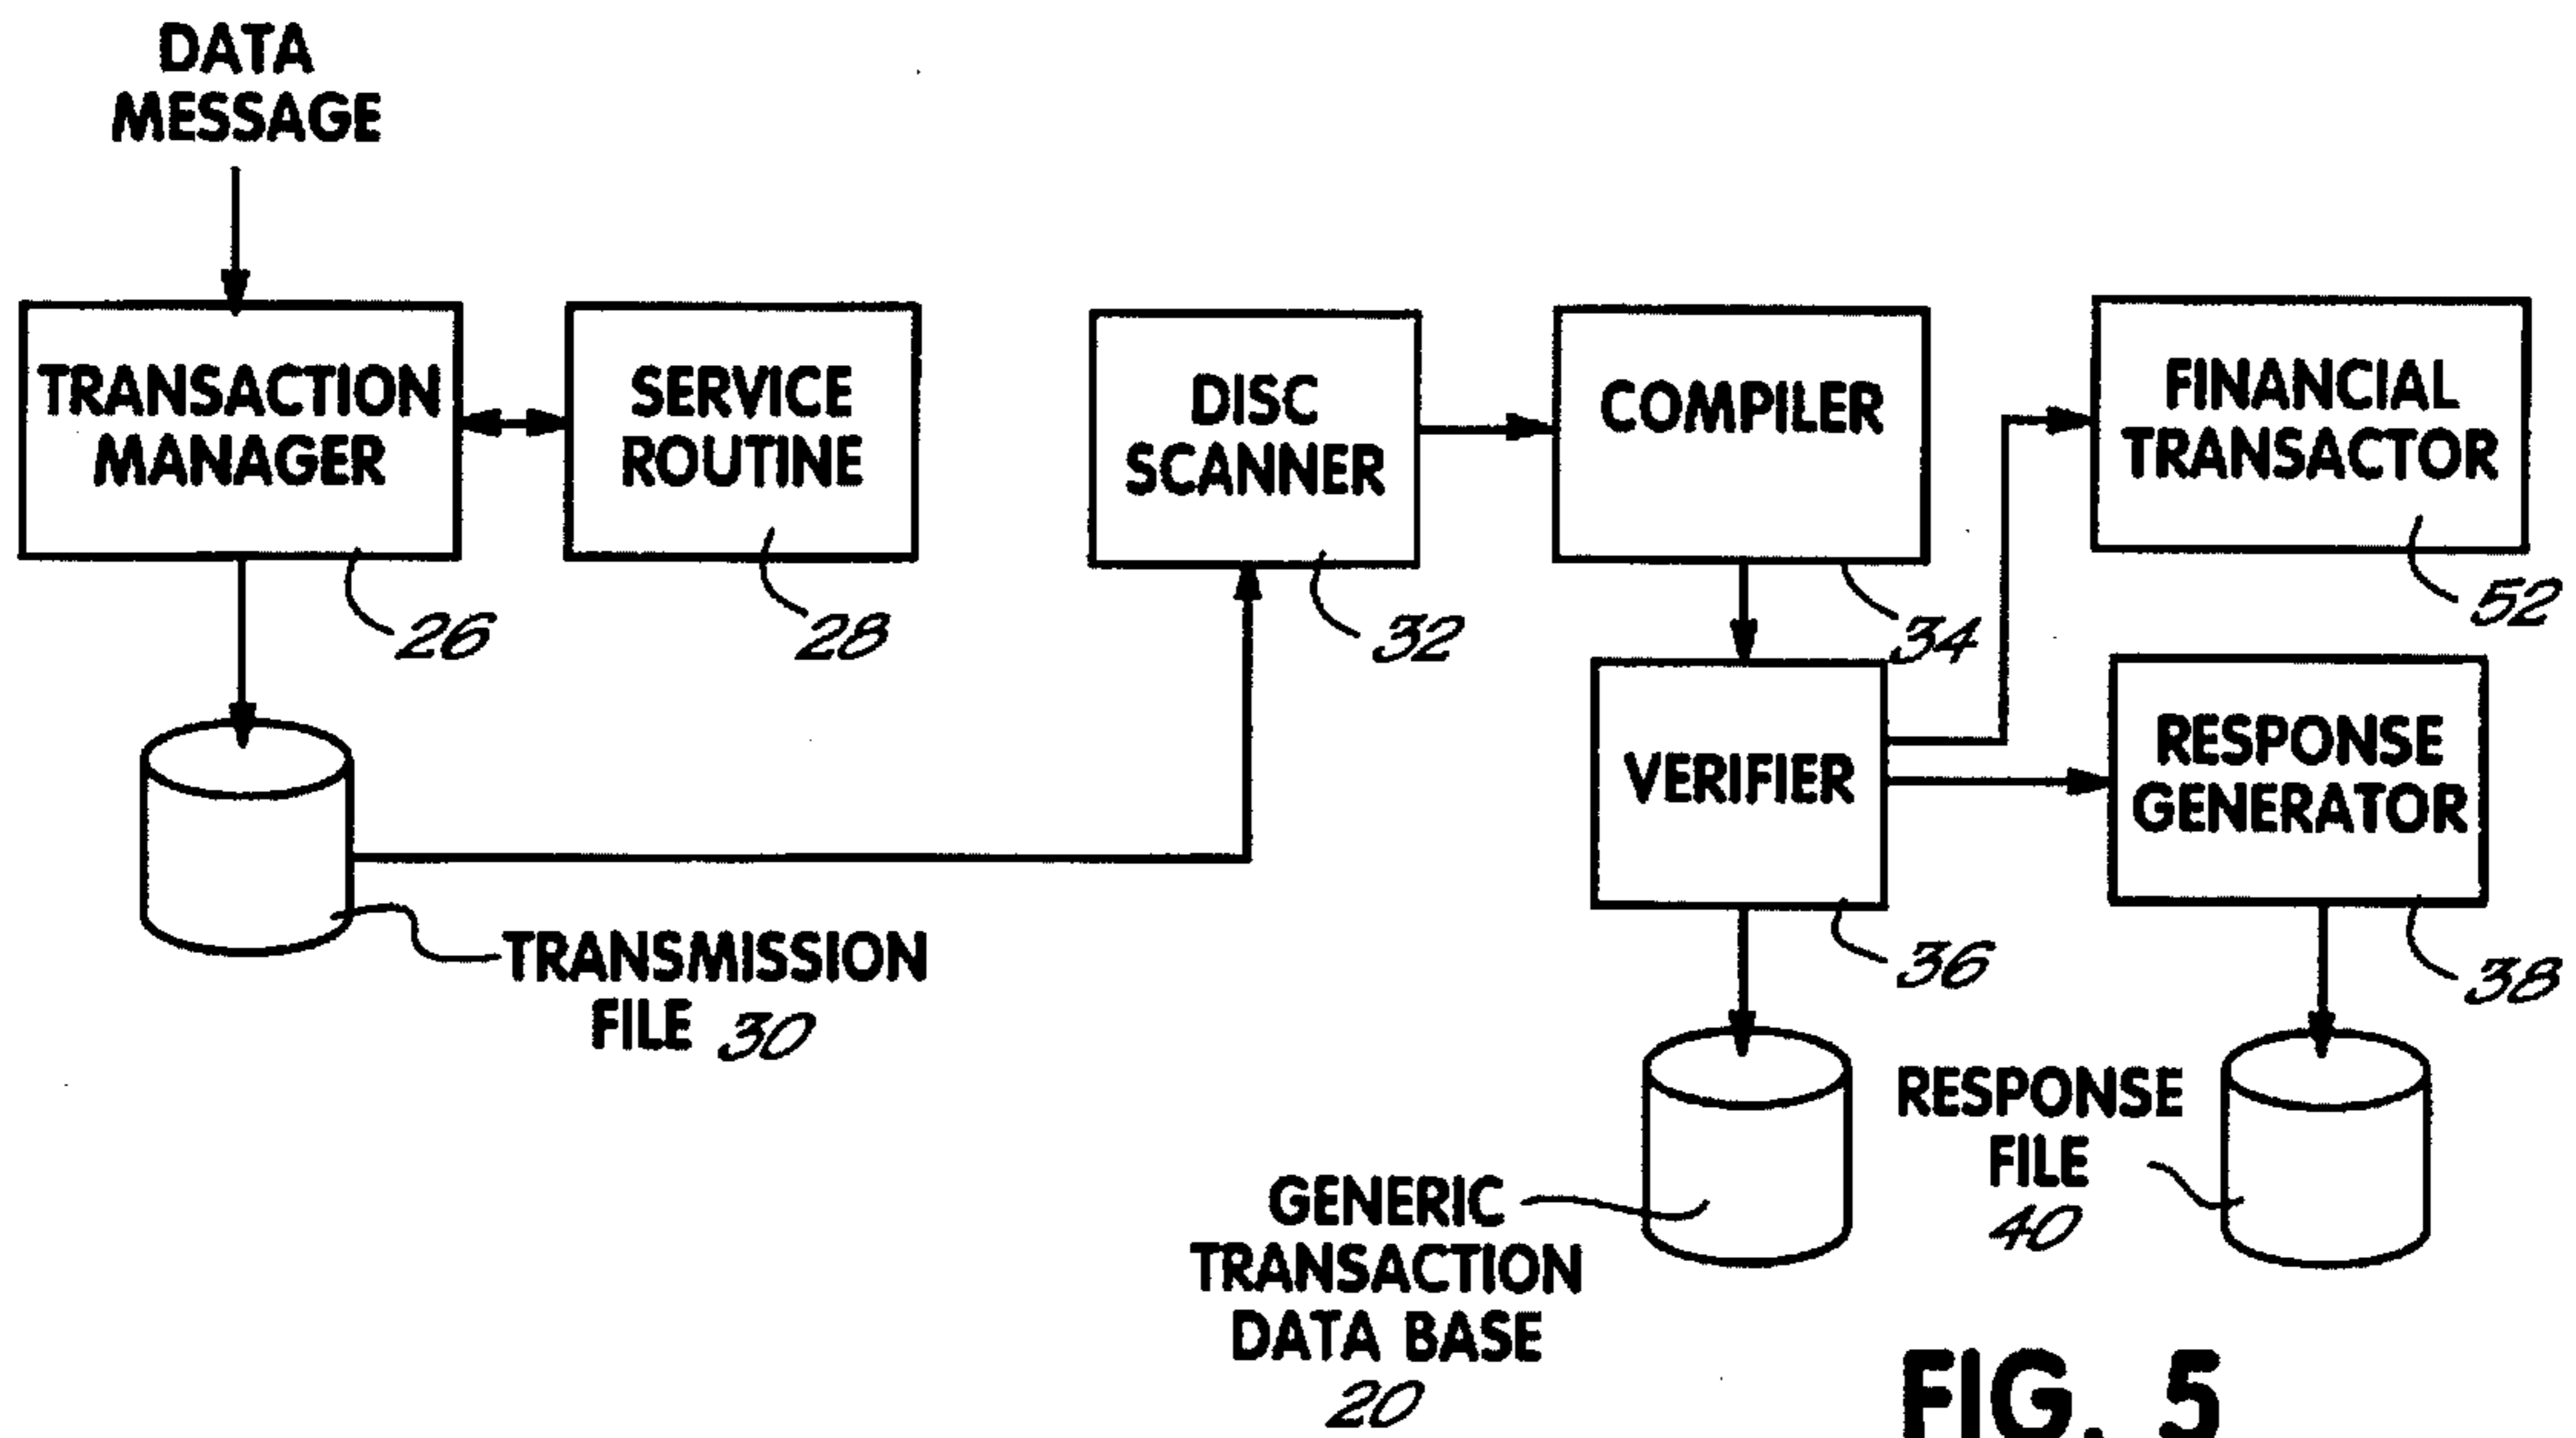 DATA
MESSAGE
TRANSACTION
MANAGER
26
SERVICE
ROUTINE
28
DISC
SCANNER
32
COMPILER
34
FINANCIAL
TRANSACTOR
52
VERIFIER
36
RESPONSE
GENERATOR
38
TRANSMISSION
FILE 30
GENERIC
TRANSACTION
DATA BASE
20
RESPONSE
FILE
40
FIG. 5